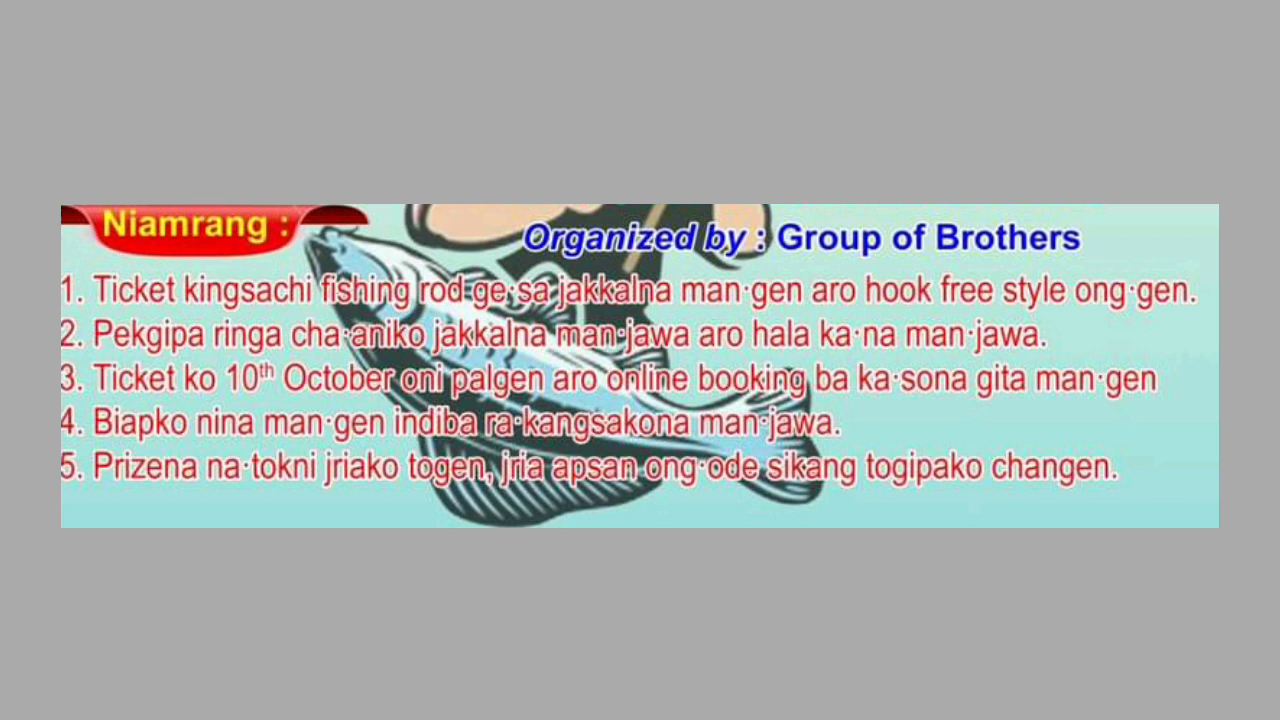 Niamrang :
Organized by : Group of Brothers
1. Ticket kingsachi fishing rod ge·sa jakkalna man·gen aro hook free style ong·gen.
2. Pekgipa ringa cha·aniko jakkalna man·jawa aro hala ka·na man·jawa.
3. Ticket ko 10th October oni palgen aro online booking ba ka·sona gita man·gen
4. Biapko nina man·gen indiba ra·kangsakona man·jawa.
5. Prizena na·tokni jriako togen, jria apsan ong·ode sikang togipako changen.